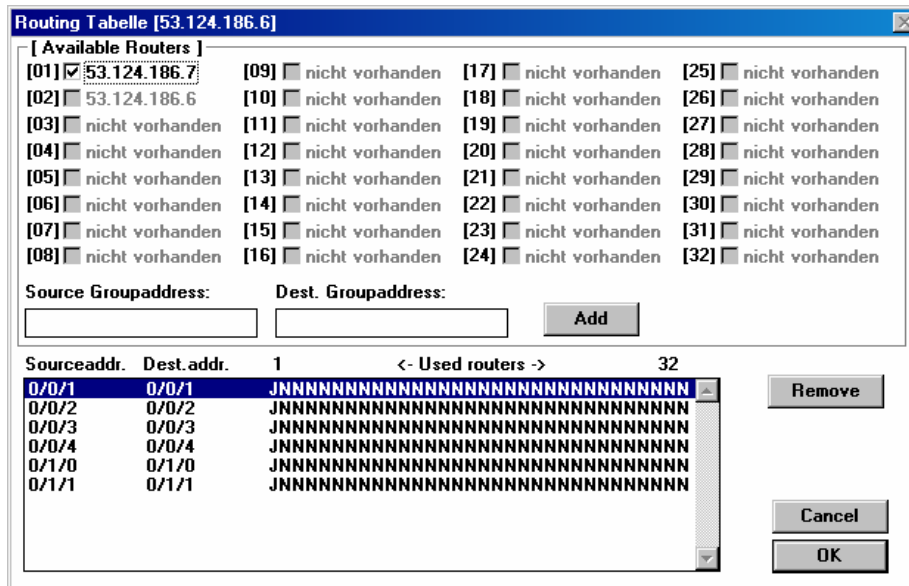 Routing Tabelle [53.124.186.6]
[ Available Routers ]
[01] 53.124.186.7 [09] nicht vorhanden [17] nicht vorhanden [25] nicht vorhanden
[02] 53.124.186.6 [10] nicht vorhanden [18] nicht vorhanden [26] nicht vorhanden
[03] nicht vorhanden [11] nicht vorhanden [19] nicht vorhanden [27] nicht vorhanden
[04] nicht vorhanden [12] nicht vorhanden [20] nicht vorhanden [28] nicht vorhanden
[05] nicht vorhanden [13] nicht vorhanden [21] nicht vorhanden [29] nicht vorhanden
[06] nicht vorhanden [14] nicht vorhanden [22] nicht vorhanden [30] nicht vorhanden
[07] nicht vorhanden [15] nicht vorhanden [23] nicht vorhanden [31] nicht vorhanden
[08] nicht vorhanden [16] nicht vorhanden [24] nicht vorhanden [32] nicht vorhanden
Source Groupaddress: Dest. Groupaddress:
Add
Sourceaddr. Dest.addr. 1 <- Used routers -> 32
0/0/1 0/0/1 JNNNNNNNNNNNNNNNNNNNNNNNNNNNNNNN
0/0/2 0/0/2 JNNNNNNNNNNNNNNNNNNNNNNNNNNNNNNN
0/0/3 0/0/3 JNNNNNNNNNNNNNNNNNNNNNNNNNNNNNNN
0/0/4 0/0/4 JNNNNNNNNNNNNNNNNNNNNNNNNNNNNNNN
0/1/0 0/1/0 JNNNNNNNNNNNNNNNNNNNNNNNNNNNNNNN
0/1/1 0/1/1 JNNNNNNNNNNNNNNNNNNNNNNNNNNNNNNN
Remove
Cancel
OK